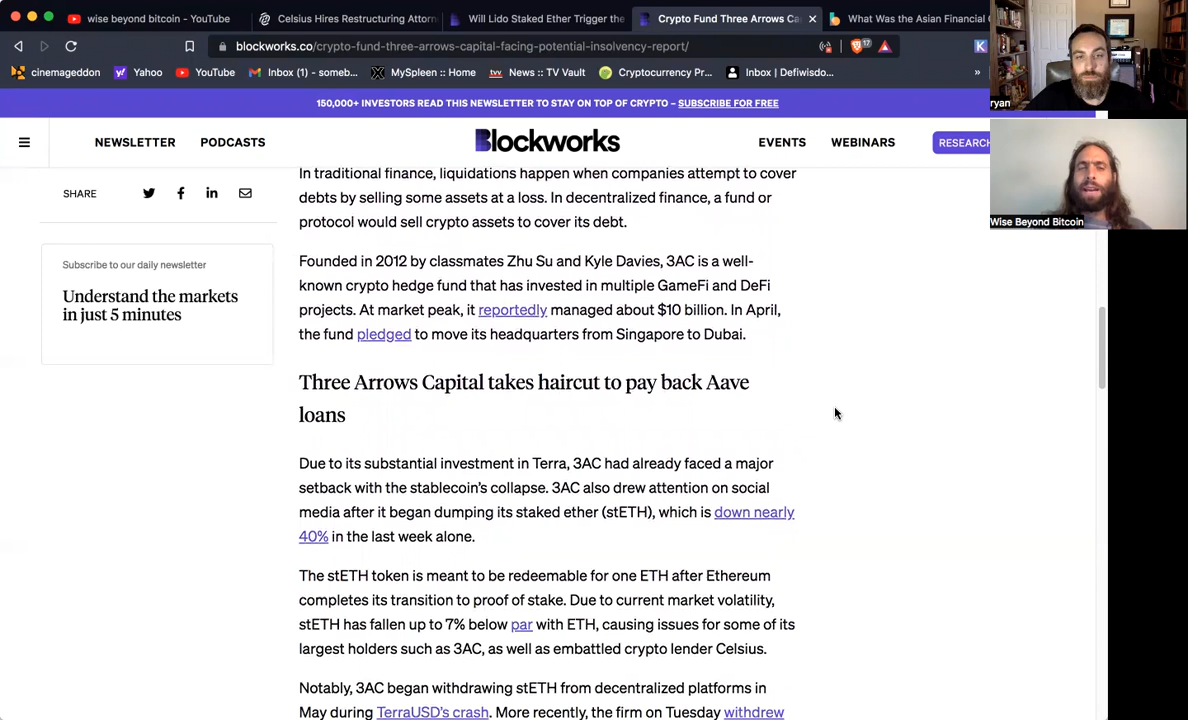 wise beyond bitcoin - YouTube
Celsius Hires Restructuring Attor
Will Lido Staked Ether Trigger the
Crypto Fund Three Arrows Ca
What Was the Asian Financial
blockworks.co/crypto-fund-three-arrows-capital-facing-potential-insolvency-report/
17
K
cinemageddon
Yahoo
YouTube
Inbox (1) - someb...
MySpleen :: Home
tvv
News :: TV Vault
Cryptocurrency Pr...
Inbox | Defiwisdo...
»
ryan
150,000+ INVESTORS READ THIS NEWSLETTER TO STAY ON TOP OF CRYPTO – SUBSCRIBE FOR FREE
NEWSLETTER
PODCASTS
Blockworks
EVENTS
WEBINARS
RESEARCH
Wise Beyond Bitcoin
SHARE
Subscribe to our daily newsletter
Understand the markets
in just 5 minutes
In traditional finance, liquidations happen when companies attempt to cover
debts by selling some assets at a loss. In decentralized finance, a fund or
protocol would sell crypto assets to cover its debt.
Founded in 2012 by classmates Zhu Su and Kyle Davies, 3AC is a well-
known crypto hedge fund that has invested in multiple GameFi and DeFi
projects. At market peak, it reportedly managed about $10 billion. In April,
the fund pledged to move its headquarters from Singapore to Dubai.
Three Arrows Capital takes haircut to pay back Aave
loans
Due to its substantial investment in Terra, 3AC had already faced a major
setback with the stablecoin's collapse. 3AC also drew attention on social
media after it began dumping its staked ether (stETH), which is down nearly
40% in the last week alone.
The stETH token is meant to be redeemable for one ETH after Ethereum
completes its transition to proof of stake. Due to current market volatility,
stETH has fallen up to 7% below par with ETH, causing issues for some of its
largest holders such as 3AC, as well as embattled crypto lender Celsius.
Notably, 3AC began withdrawing stETH from decentralized platforms in
May during TerraUSD's crash. More recently, the firm on Tuesday withdrew